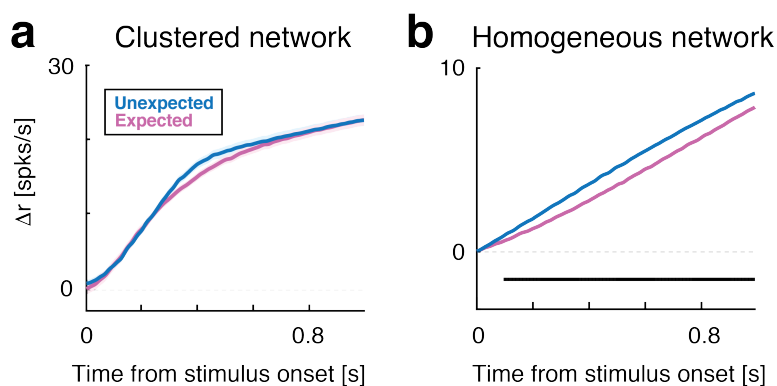 a
Clustered network
30
Unexpected
Expected
Δr [spks/s]
0
0
0.8
Time from stimulus onset [s]
b
Homogeneous network
10
0
0
0.8
Time from stimulus onset [s]